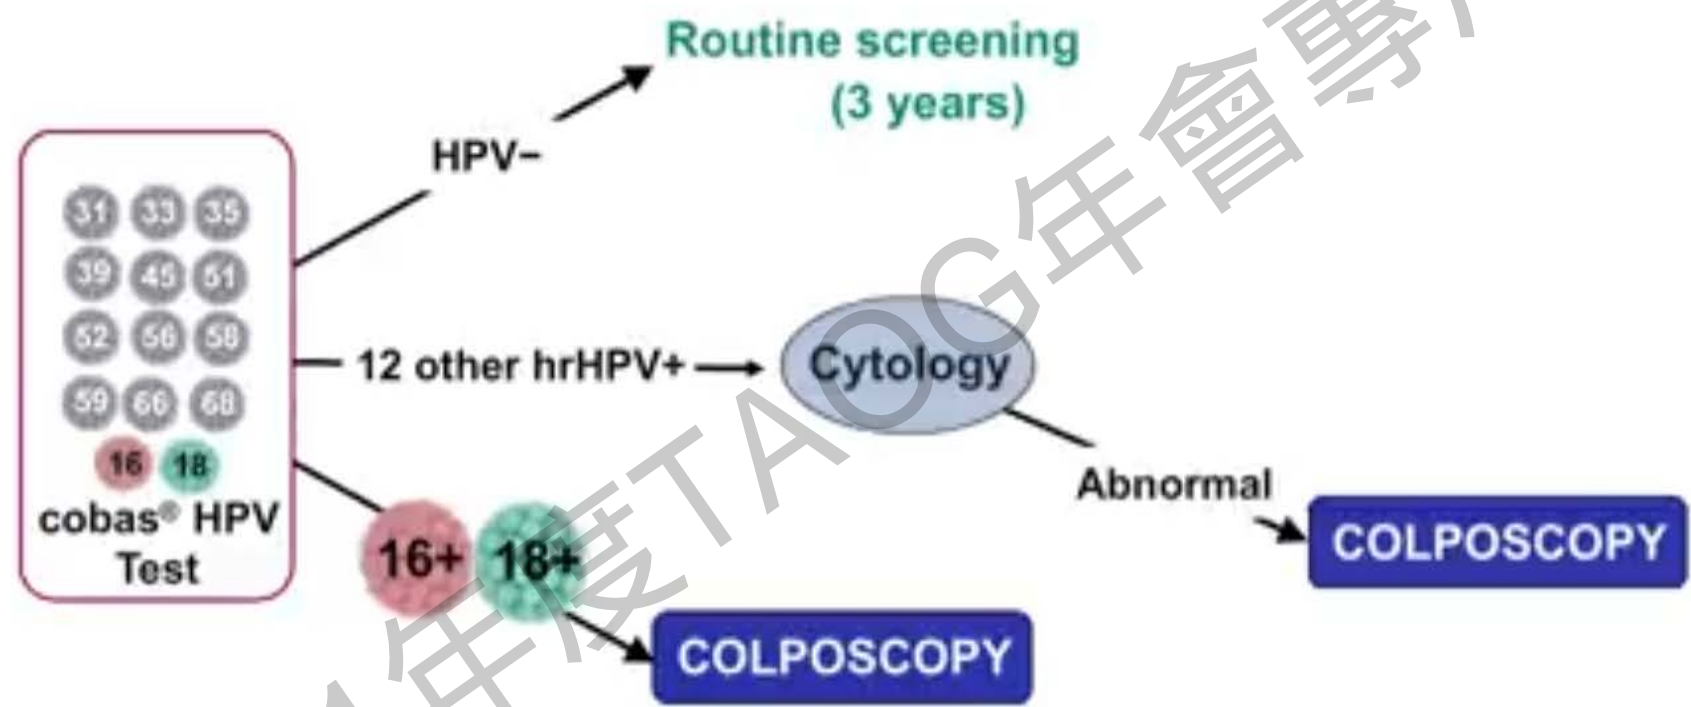 Routine screening
(3 years)
HPV−
31 33 35
39 45 51
52 56 58
59 66 68
16 18
cobas® HPV
Test
12 other hrHPV+
Cytology
Abnormal
COLPOSCOPY
16+ 18+
COLPOSCOPY
年度TAOG年會專